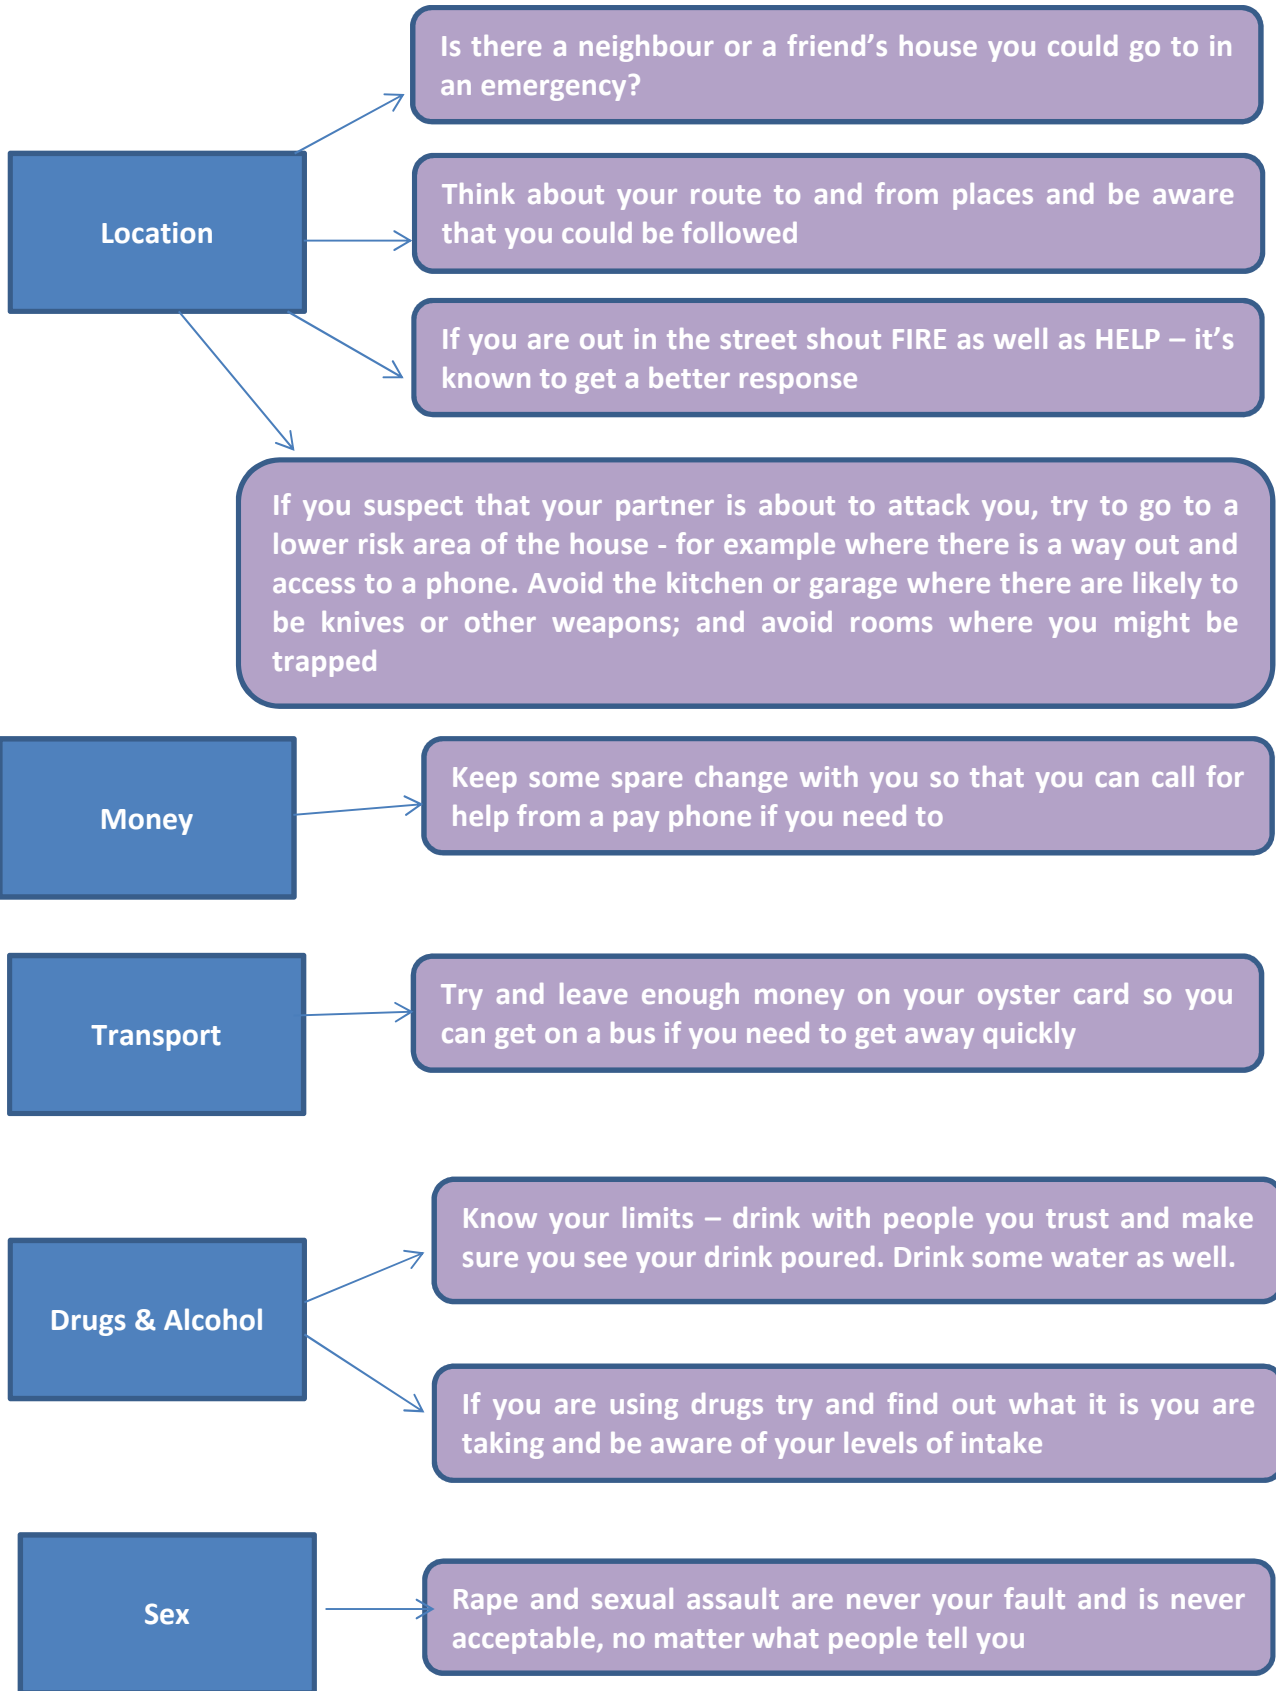 Is there a neighbour or a friend’s house you could go to in
an emergency?
Location
Think about your route to and from places and be aware
that you could be followed
If you are out in the street shout FIRE as well as HELP – it’s
known to get a better response
If you suspect that your partner is about to attack you, try to go to a
lower risk area of the house - for example where there is a way out and
access to a phone. Avoid the kitchen or garage where there are likely to
be knives or other weapons; and avoid rooms where you might be
trapped
Money
Keep some spare change with you so that you can call for
help from a pay phone if you need to
Transport
Try and leave enough money on your oyster card so you
can get on a bus if you need to get away quickly
Drugs & Alcohol
Know your limits – drink with people you trust and make
sure you see your drink poured. Drink some water as well.
If you are using drugs try and find out what it is you are
taking and be aware of your levels of intake
Sex
Rape and sexual assault are never your fault and is never
acceptable, no matter what people tell you